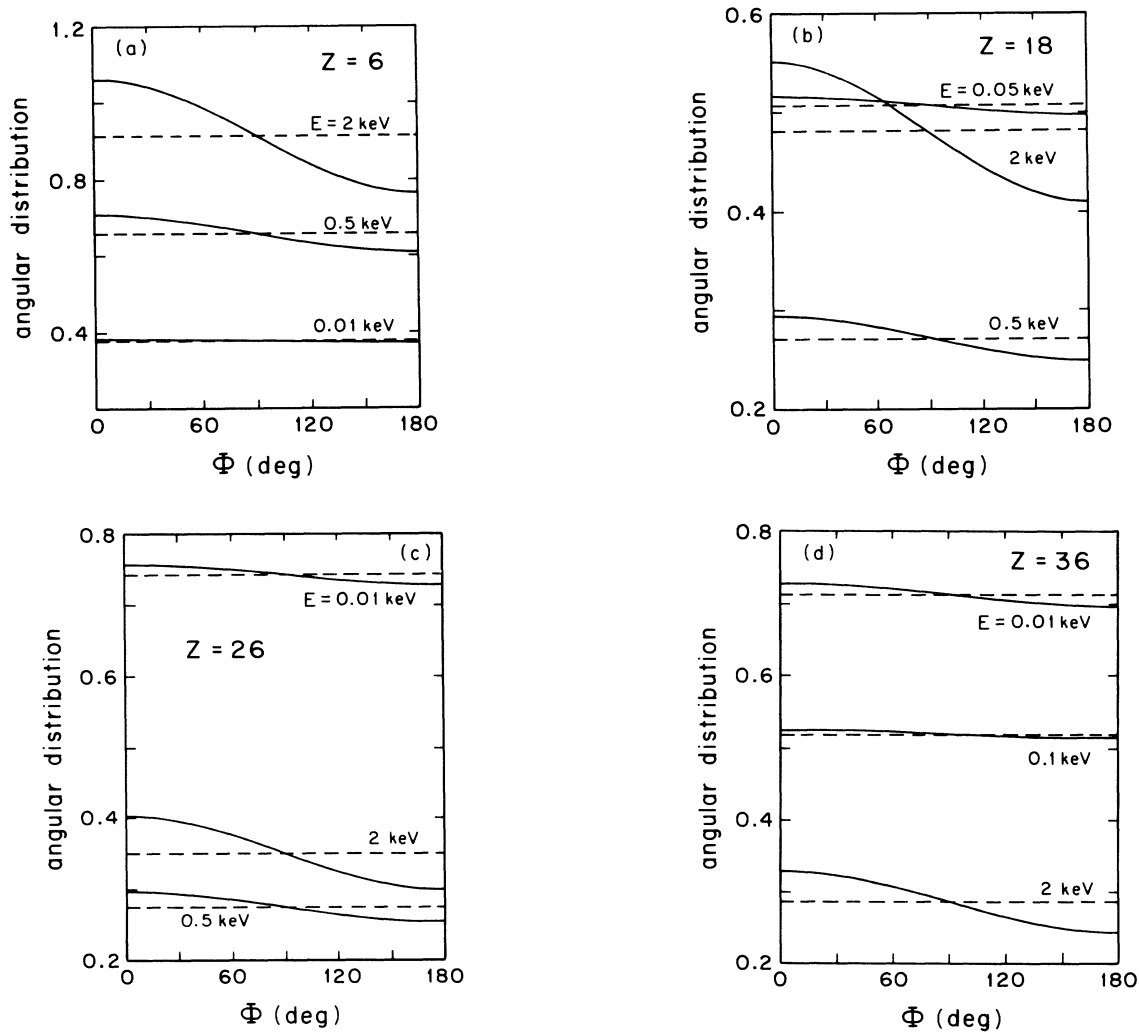 (a)
Z = 6
1.2
0.8
0.4
angular distribution
E = 2 keV
0.5 keV
0.01 keV
0 60 120 180
Φ (deg)
(b)
Z = 18
0.6
0.4
0.2
angular distribution
E = 0.05 keV
2 keV
0.5 keV
0 60 120 180
Φ (deg)
(c)
Z = 26
0.8
0.6
0.4
0.2
angular distribution
E = 0.01 keV
2 keV
0.5 keV
0 60 120 180
Φ (deg)
(d)
Z = 36
0.8
0.6
0.4
0.2
angular distribution
E = 0.01 keV
0.1 keV
2 keV
0 60 120 180
Φ (deg)